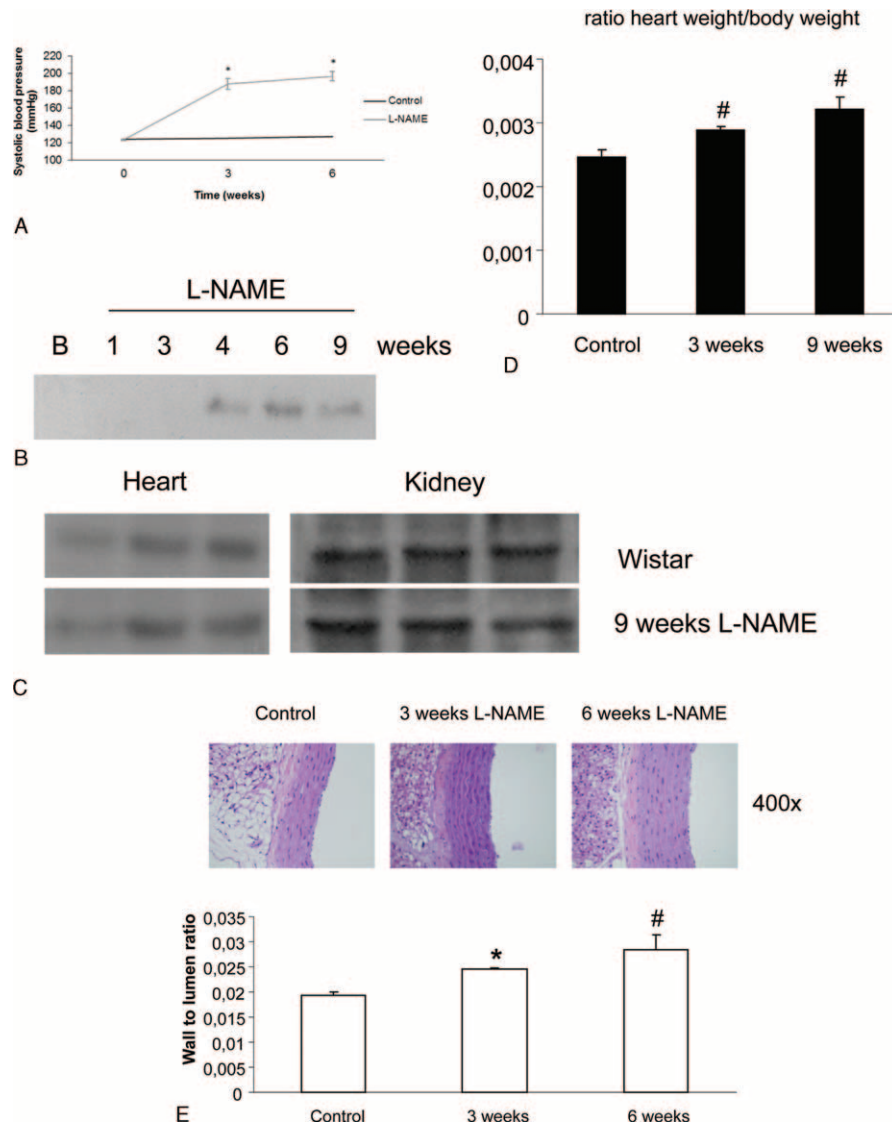 220
200
180
160
140
120
100
Systolic blood pressure
(mmHg)
* *
Control
L-NAME
0 3 6
Time (weeks)
A
ratio heart weight/body weight
0,004
0,003
0,002
0,001
0
# #
Control 3 weeks 9 weeks
D
L-NAME
B 1 3 4 6 9 weeks
B
Heart Kidney
Wistar
9 weeks L-NAME
C
Control 3 weeks L-NAME 6 weeks L-NAME
400x
Wall to lumen ratio
0,035
0,03
0,025
0,02
0,015
0,01
0,005
0
* #
Control 3 weeks 6 weeks
E